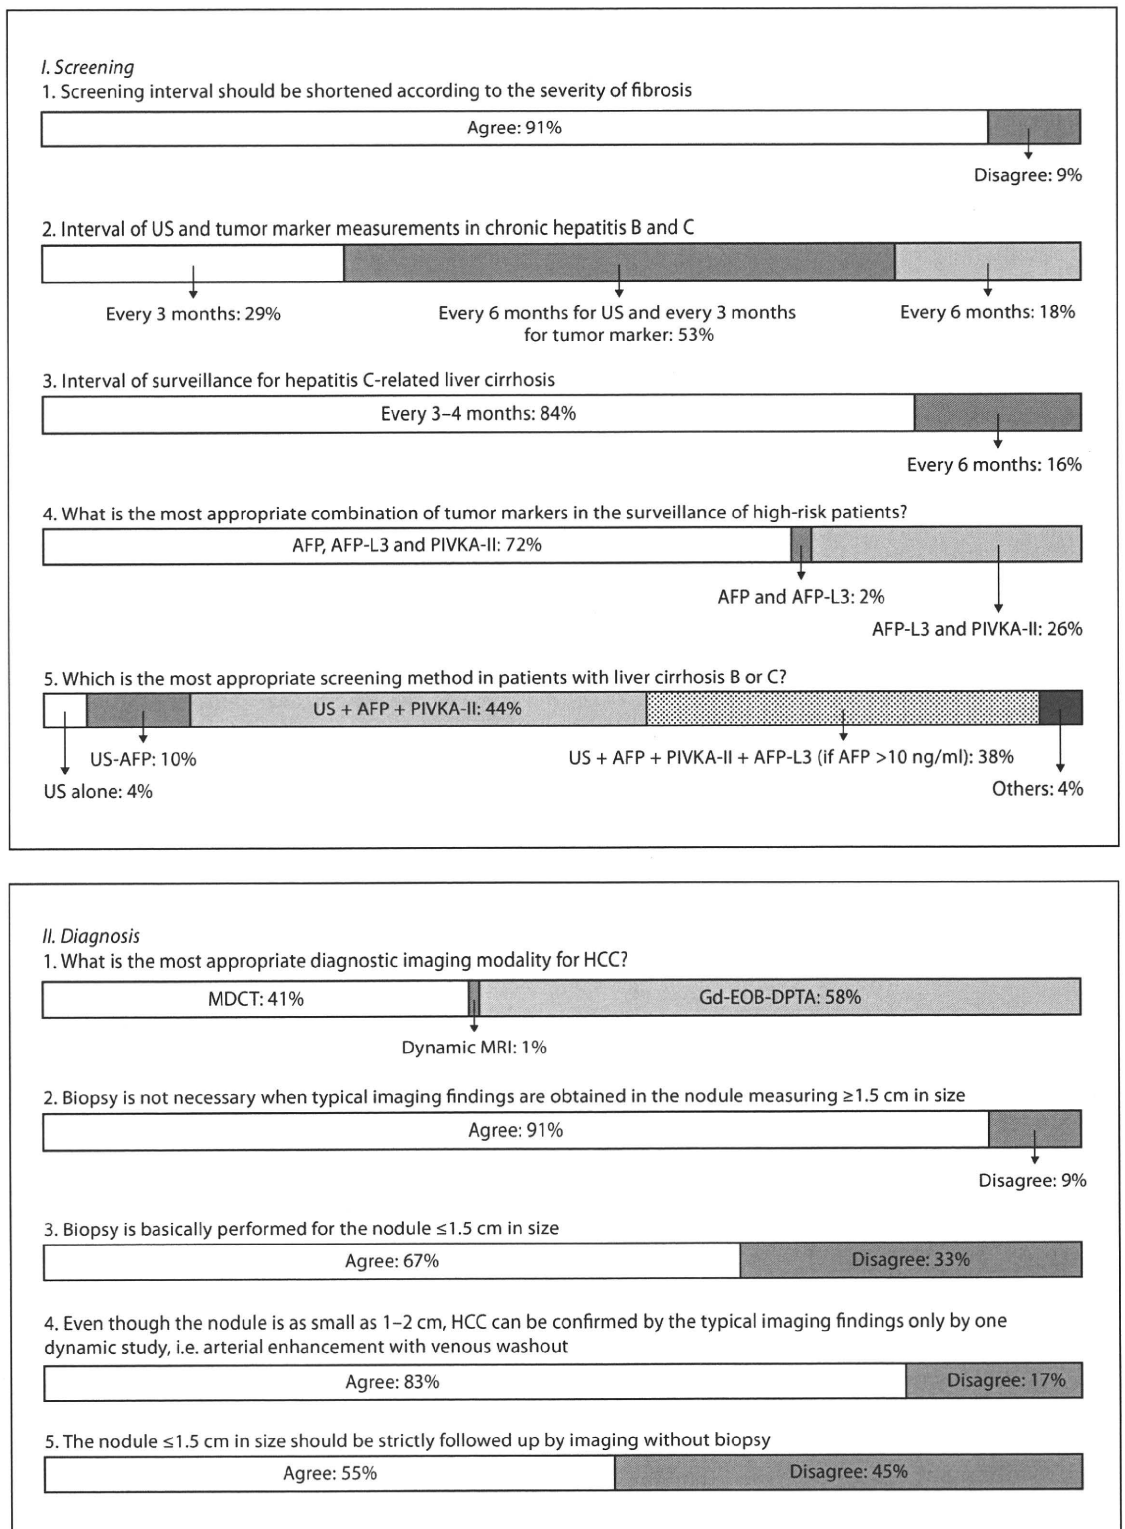 I. Screening
1. Screening interval should be shortened according to the severity of fibrosis
Agree: 91%
Disagree: 9%
2. Interval of US and tumor marker measurements in chronic hepatitis B and C
Every 3 months: 29%
Every 6 months for US and every 3 months
for tumor marker: 53%
Every 6 months: 18%
3. Interval of surveillance for hepatitis C-related liver cirrhosis
Every 3–4 months: 84%
Every 6 months: 16%
4. What is the most appropriate combination of tumor markers in the surveillance of high-risk patients?
AFP, AFP-L3 and PIVKA-II: 72%
AFP and AFP-L3: 2%
AFP-L3 and PIVKA-II: 26%
5. Which is the most appropriate screening method in patients with liver cirrhosis B or C?
US + AFP + PIVKA-II: 44%
US-AFP: 10%
US + AFP + PIVKA-II + AFP-L3 (if AFP >10 ng/ml): 38%
US alone: 4%
Others: 4%
II. Diagnosis
1. What is the most appropriate diagnostic imaging modality for HCC?
MDCT: 41%
Gd-EOB-DPTA: 58%
Dynamic MRI: 1%
2. Biopsy is not necessary when typical imaging findings are obtained in the nodule measuring ≥1.5 cm in size
Agree: 91%
Disagree: 9%
3. Biopsy is basically performed for the nodule ≤1.5 cm in size
Agree: 67%
Disagree: 33%
4. Even though the nodule is as small as 1–2 cm, HCC can be confirmed by the typical imaging findings only by one
dynamic study, i.e. arterial enhancement with venous washout
Agree: 83%
Disagree: 17%
5. The nodule ≤1.5 cm in size should be strictly followed up by imaging without biopsy
Agree: 55%
Disagree: 45%